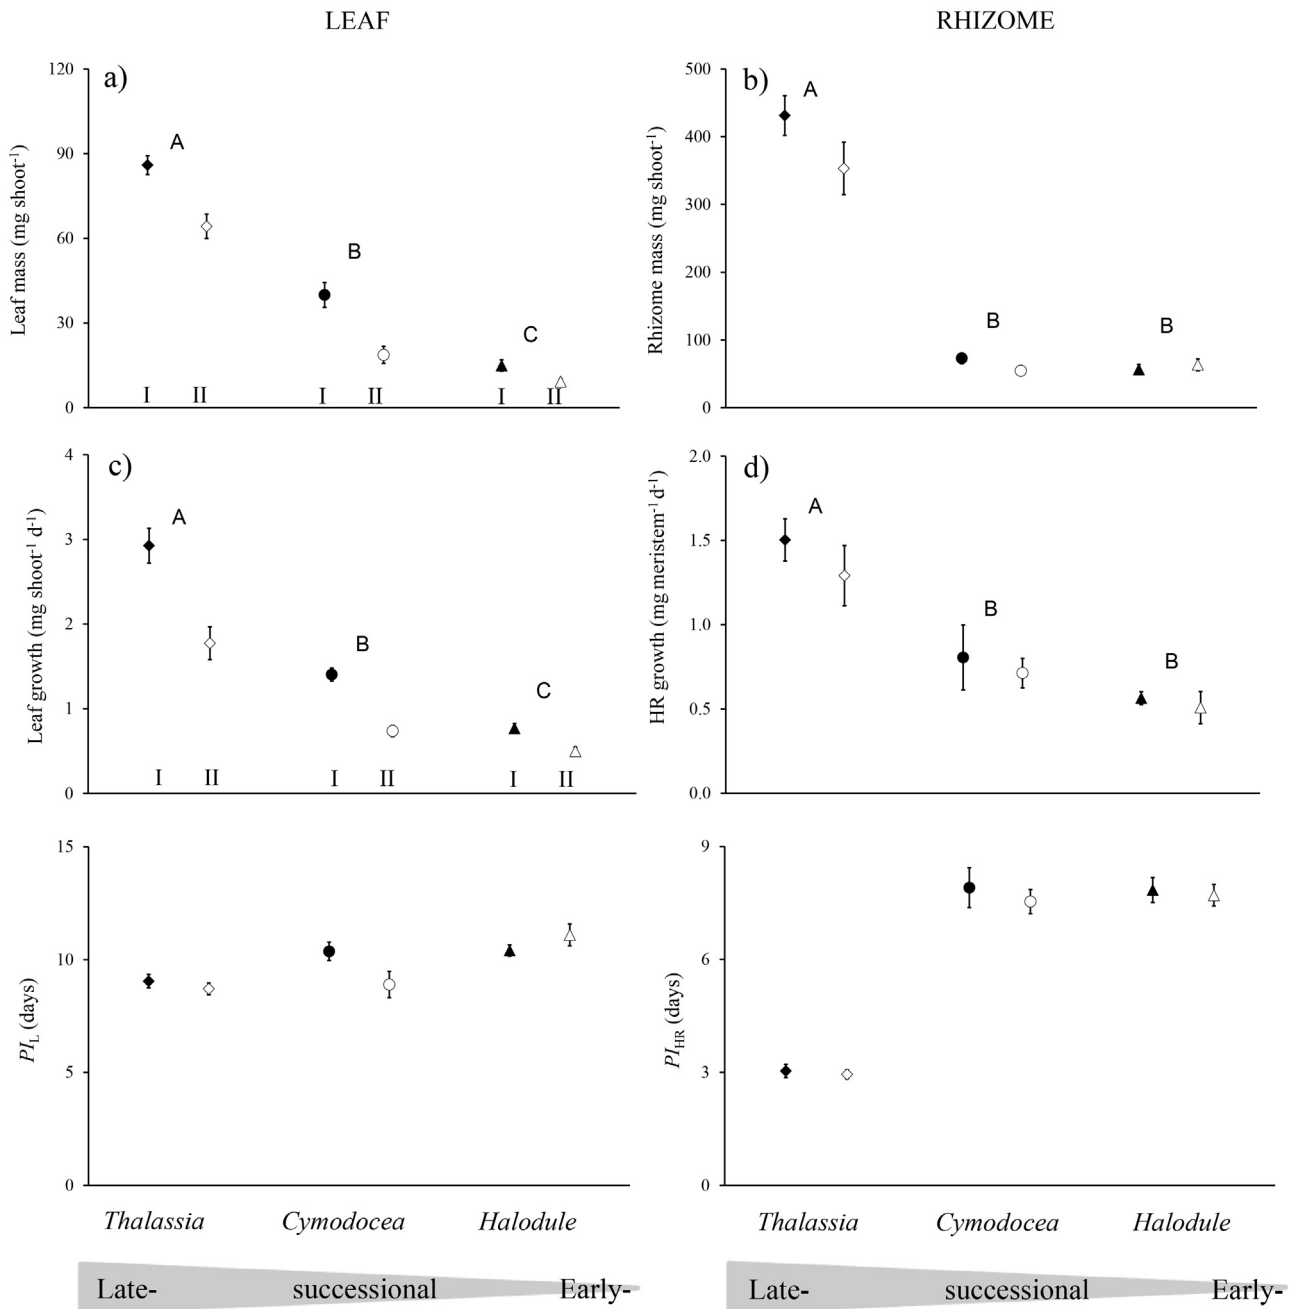 LEAF
RHIZOME
a)
120
90
60
30
0
Leaf mass (mg shoot⁻¹)
A
B
C
I II I II I II
b)
500
400
300
200
100
0
Rhizome mass (mg shoot⁻¹)
A
B
B
c)
4
3
2
1
0
Leaf growth (mg shoot⁻¹ d⁻¹)
A
B
C
I II I II I II
d)
2.0
1.5
1.0
0.5
0.0
HR growth (mg meristem⁻¹ d⁻¹)
A
B
B
15
10
5
0
PI_L (days)
9
6
3
0
PI_HR (days)
Thalassia Cymodocea Halodule
Thalassia Cymodocea Halodule
Late- successional Early-
Late- successional Early-